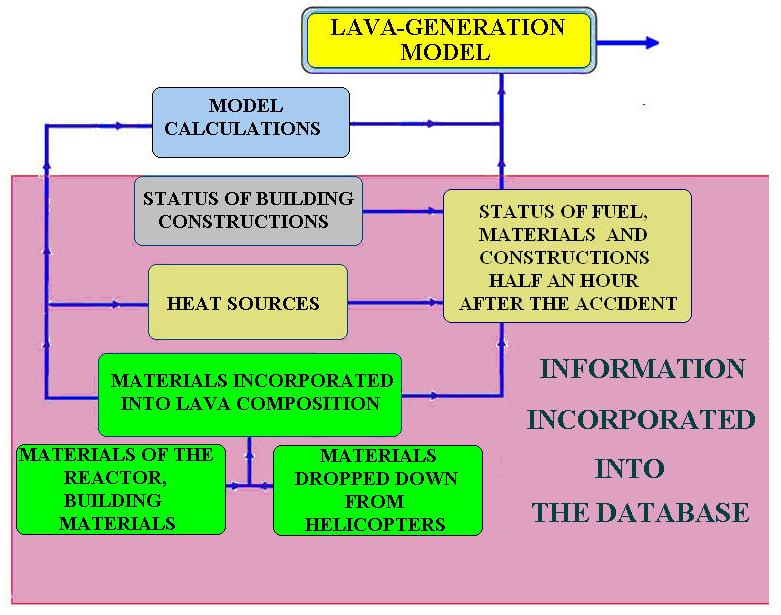 LAVA-GENERATION
MODEL
MODEL
CALCULATIONS
STATUS OF BUILDING
CONSTRUCTIONS
STATUS OF FUEL,
MATERIALS AND
CONSTRUCTIONS
HALF AN HOUR
AFTER THE ACCIDENT
HEAT SOURCES
MATERIALS INCORPORATED
INTO LAVA COMPOSITION
MATERIALS OF THE
REACTOR,
BUILDING
MATERIALS
MATERIALS
DROPPED DOWN
FROM
HELICOPTERS
INFORMATION
INCORPORATED
INTO
THE DATABASE